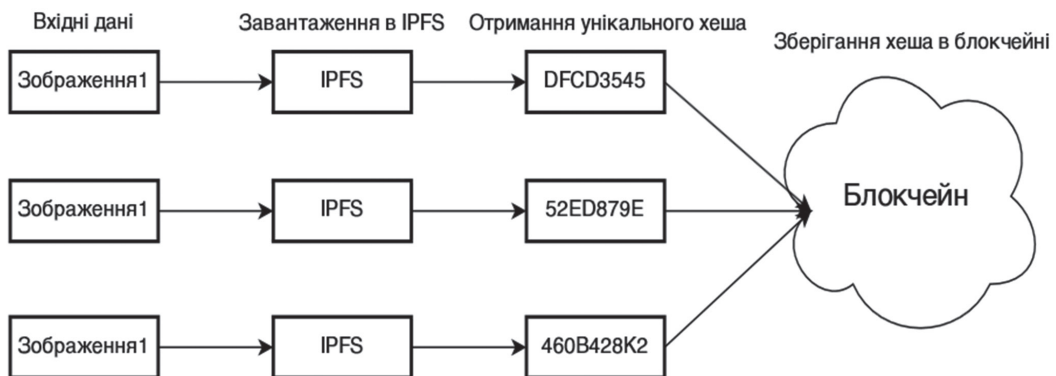 Вхідні дані
Завантаження в IPFS
Отримання унікального хеша
Зберігання хеша в блокчейні
Зображення1
IPFS
DFCD3545
Зображення1
IPFS
52ED879E
Блокчейн
Зображення1
IPFS
460B428K2